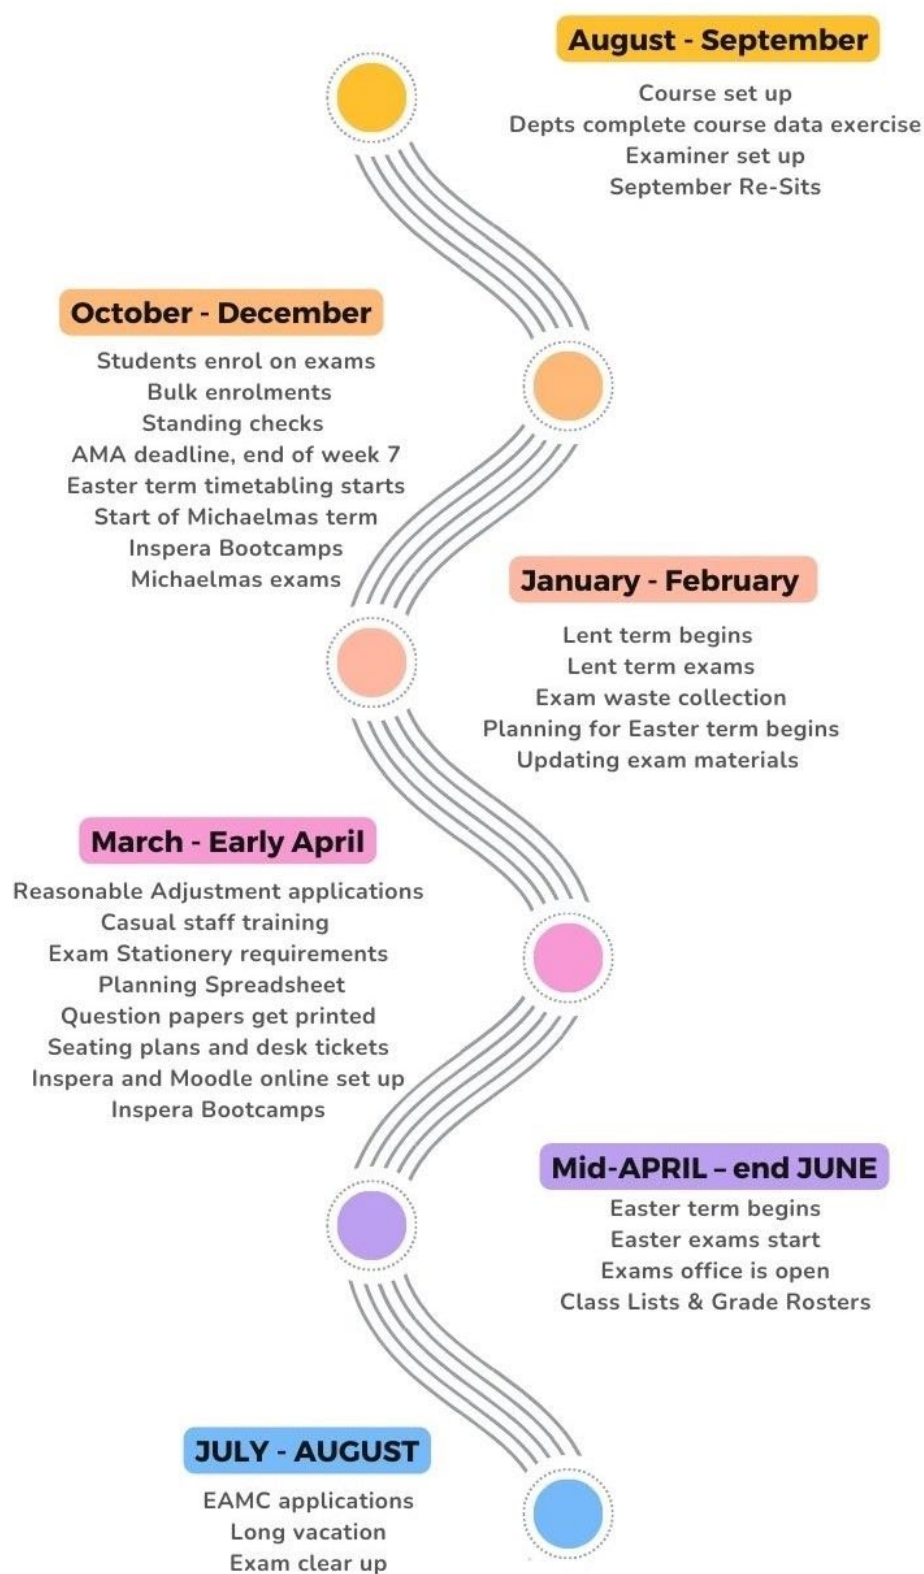 August - September
Course set up
Depts complete course data exercise
Examiner set up
September Re-Sits
October - December
Students enrol on exams
Bulk enrolments
Standing checks
AMA deadline, end of week 7
Easter term timetabling starts
Start of Michaelmas term
Inspera Bootcamps
Michaelmas exams
January - February
Lent term begins
Lent term exams
Exam waste collection
Planning for Easter term begins
Updating exam materials
March - Early April
Reasonable Adjustment applications
Casual staff training
Exam Stationery requirements
Planning Spreadsheet
Question papers get printed
Seating plans and desk tickets
Inspera and Moodle online set up
Inspera Bootcamps
Mid-APRIL – end JUNE
Easter term begins
Easter exams start
Exams office is open
Class Lists & Grade Rosters
JULY - AUGUST
EAMC applications
Long vacation
Exam clear up